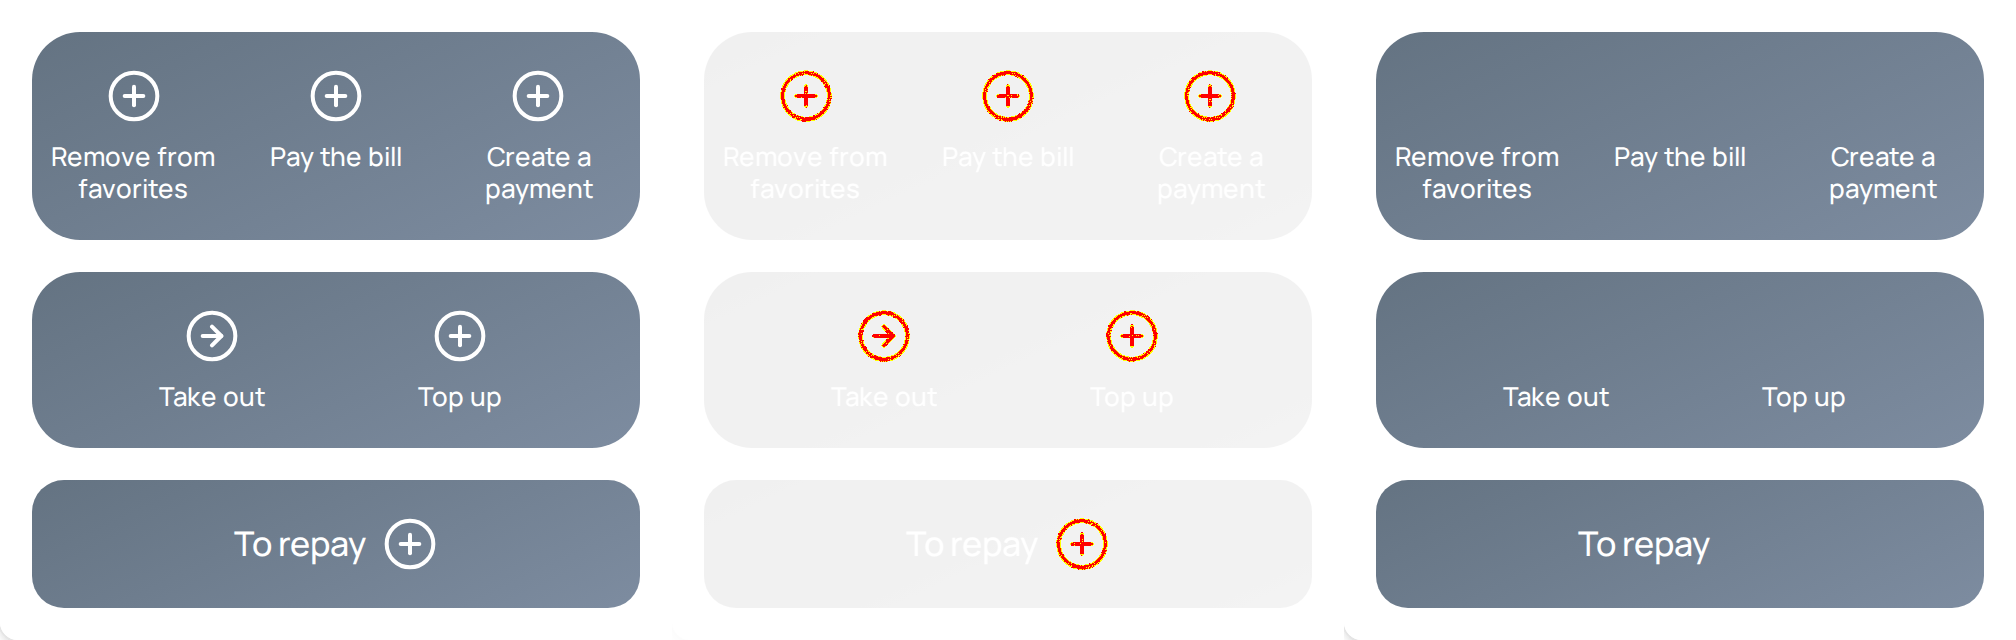 Remove from
favorites
Pay the bill
Create a
payment
Remove from
favorites
Pay the bill
Create a
payment
Remove from
favorites
Pay the bill
Create a
payment
Take out
Top up
Take out
Top up
Take out
Top up
To repay
To repay
To repay